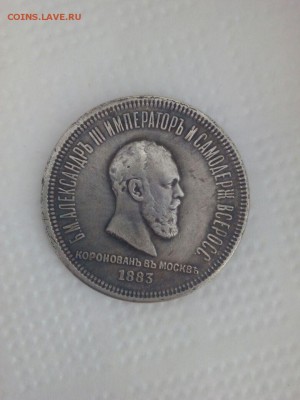 COINS.LAVE.RU
Б.М.АЛЕКСАНДРЪ III ИМПЕРАТОРЪ И САМОДЕРЖ.ВСЕРОСС.
КОРОНОВАНЪ ВЪ МОСКВѢ
1883